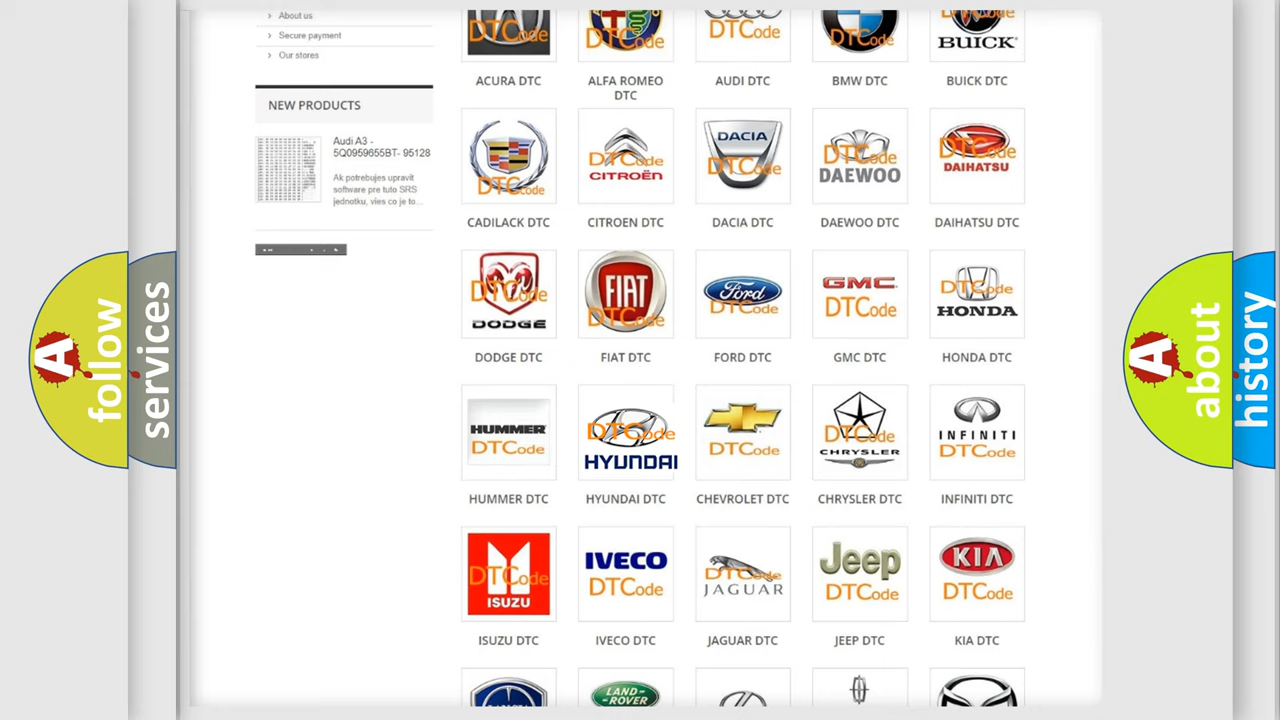 About us
Secure payment
Our stores
NEW PRODUCTS
Audi A3 -
5Q0959655BT- 95128
Ak potrebujes upravit
software pre tuto SRS
jednotku, vies co je to...
DTCode
DTCode
DTCode
DTCode
BUICK
ACURA DTC
ALFA ROMEO
DTC
AUDI DTC
BMW DTC
BUICK DTC
DTCode
DTCode
CITROËN
DACIA
DTCode
DTCode
DAEWOO
DTCode
DAIHATSU
CADILACK DTC
CITROEN DTC
DACIA DTC
DAEWOO DTC
DAIHATSU DTC
DTCode
DODGE
FIAT
DTCode
Ford
DTCode
GMC
DTCode
DTCode
HONDA
DODGE DTC
FIAT DTC
FORD DTC
GMC DTC
HONDA DTC
HUMMER
DTCode
DTCode
HYUNDAI
DTCode
DTCode
CHRYSLER
INFINITI
DTCode
HUMMER DTC
HYUNDAI DTC
CHEVROLET DTC
CHRYSLER DTC
INFINITI DTC
DTCode
ISUZU
IVECO
DTCode
DTCode
JAGUAR
Jeep
DTCode
KIA
DTCode
ISUZU DTC
IVECO DTC
JAGUAR DTC
JEEP DTC
KIA DTC
LAND-
ROVER
A follow
services
A about
history